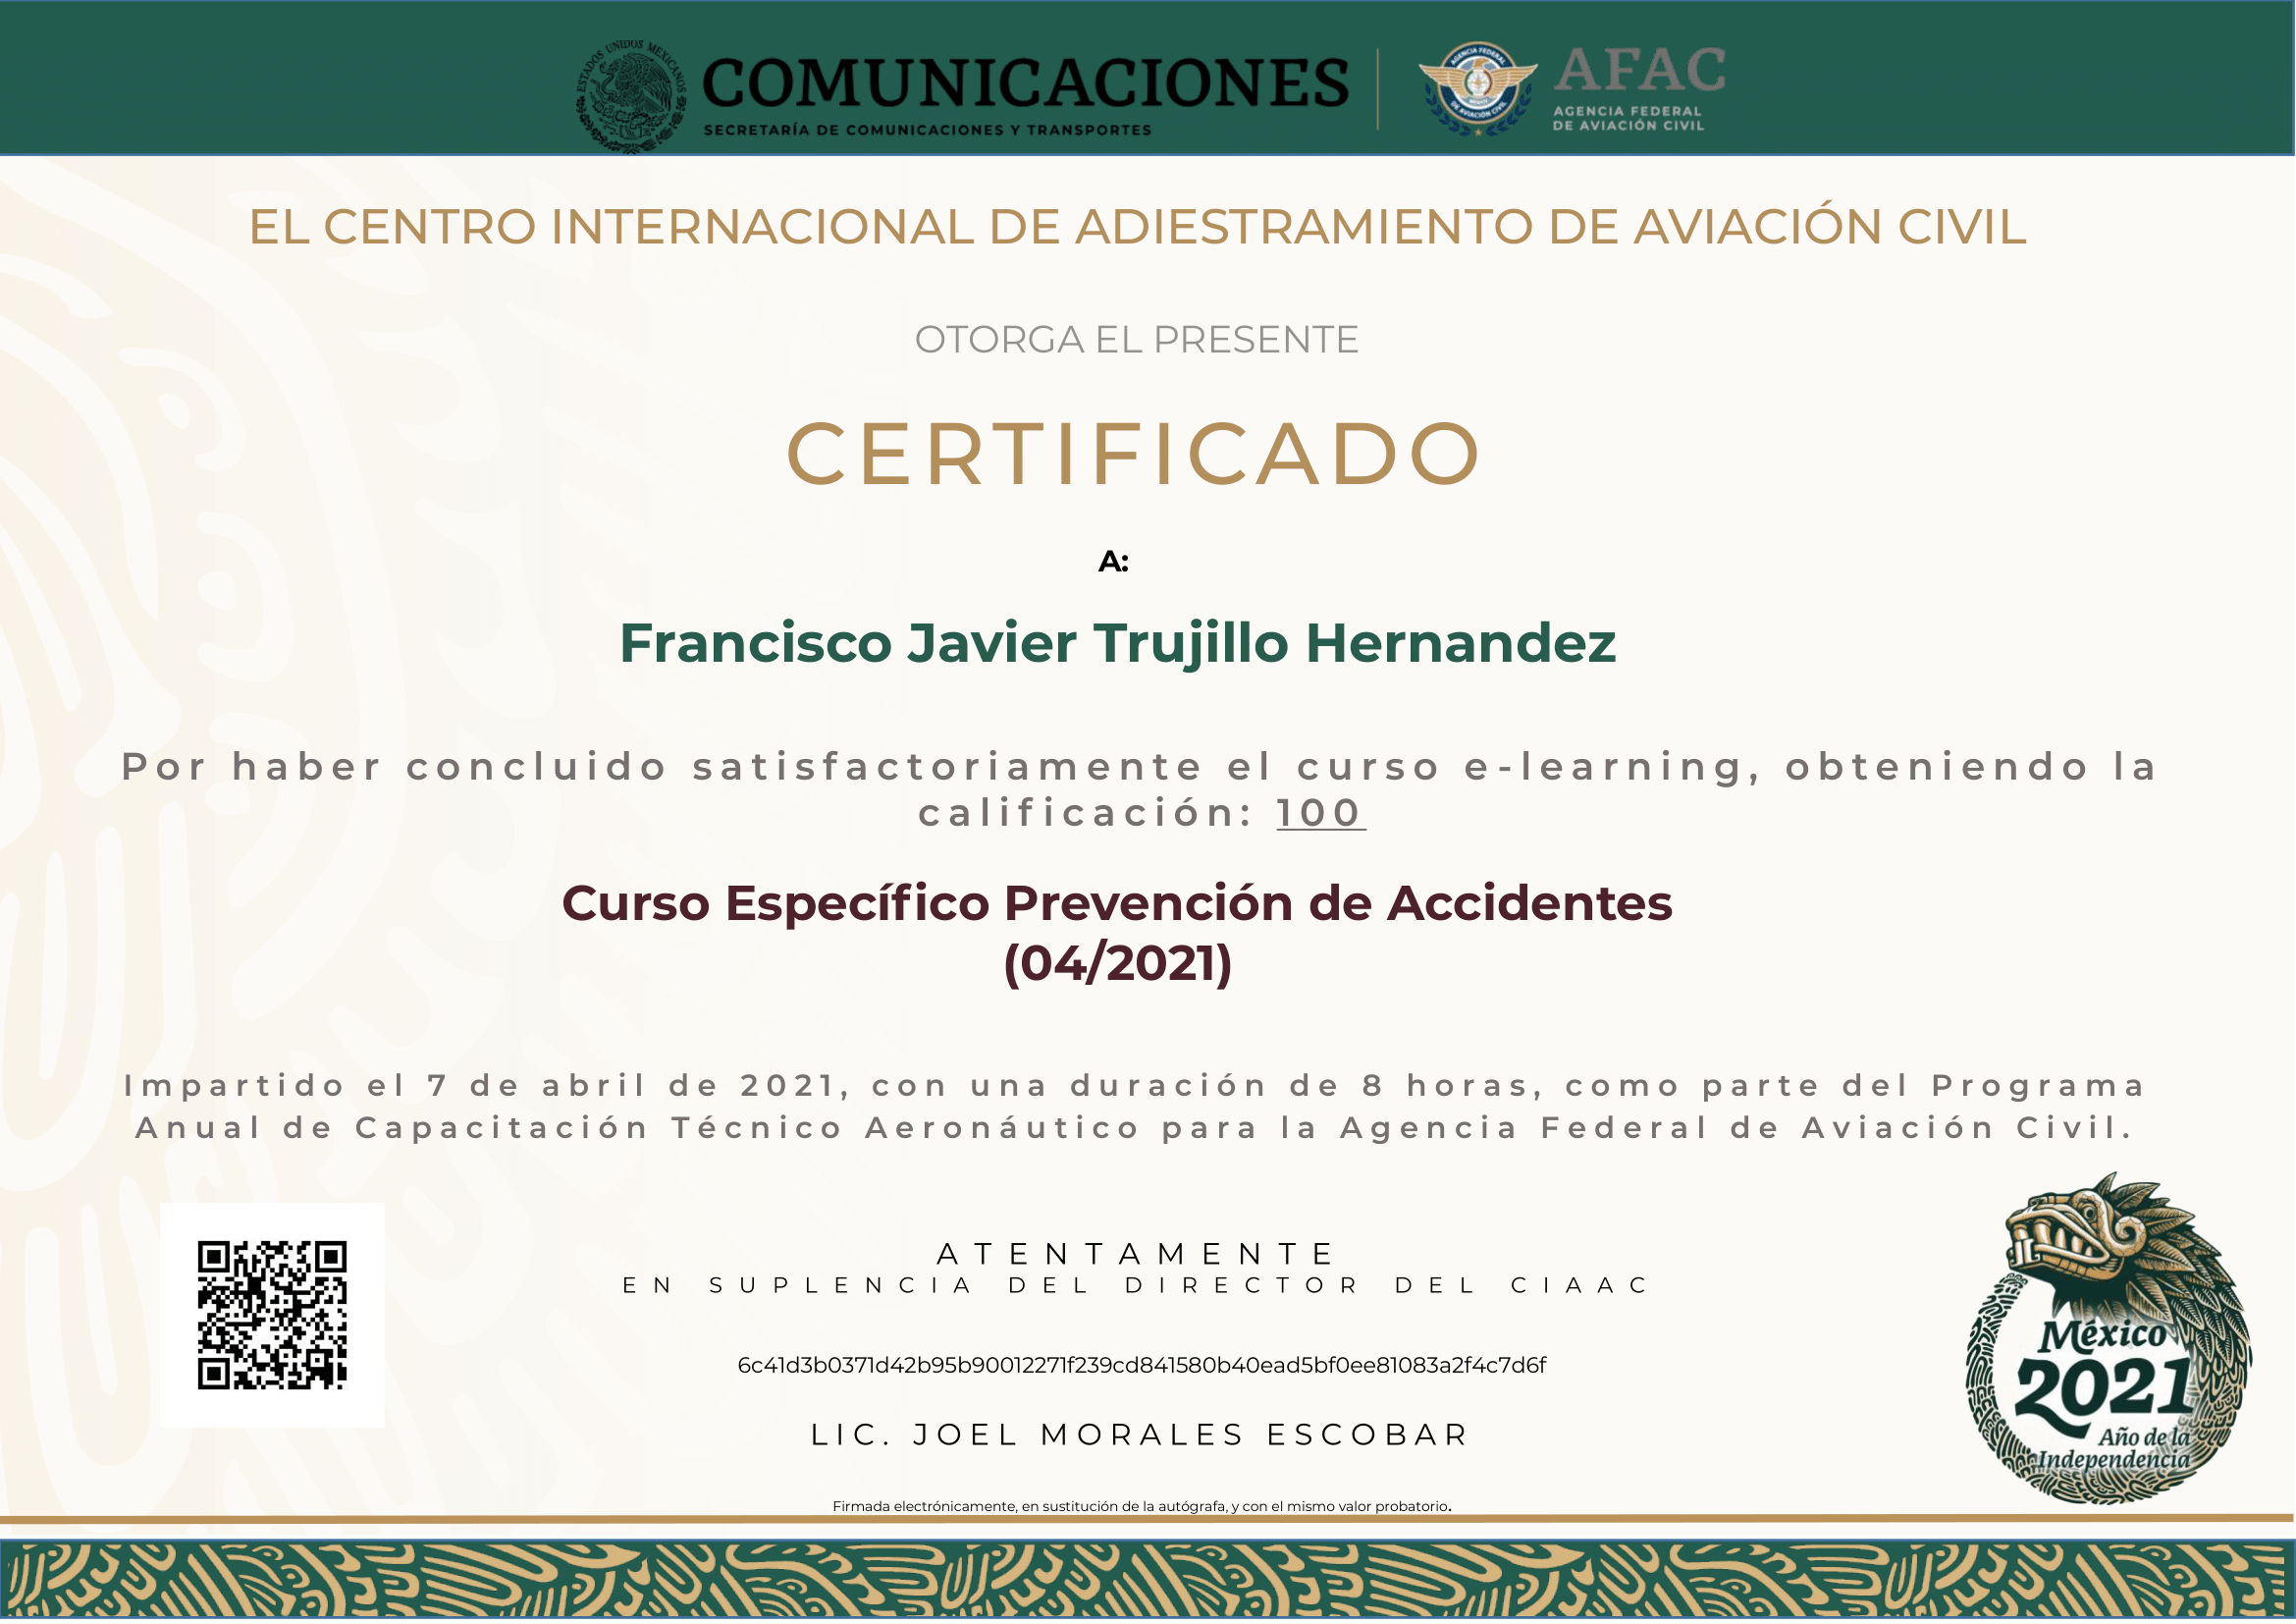 ESTADOS UNIDOS MEXICANOS
COMUNICACIONES
SECRETARÍA DE COMUNICACIONES Y TRANSPORTES
AGENCIA FEDERAL
DE AVIACIÓN CIVIL
AFAC
AGENCIA FEDERAL
DE AVIACIÓN CIVIL
EL CENTRO INTERNACIONAL DE ADIESTRAMIENTO DE AVIACIÓN CIVIL
OTORGA EL PRESENTE
CERTIFICADO
A:
Francisco Javier Trujillo Hernandez
Por haber concluido satisfactoriamente el curso e-learning, obteniendo la
calificación: 100
Curso Específico Prevención de Accidentes
(04/2021)
Impartido el 7 de abril de 2021, con una duración de 8 horas, como parte del Programa
Anual de Capacitación Técnico Aeronáutico para la Agencia Federal de Aviación Civil.
ATENTAMENTE
EN SUPLENCIA DEL DIRECTOR DEL CIAAC
6c41d3b0371d42b95b90012271f239cd841580b40ead5bf0ee81083a2f4c7d6f
LIC. JOEL MORALES ESCOBAR
México
2021
Año de la
Independencia
Firmada electrónicamente, en sustitución de la autógrafa, y con el mismo valor probatorio.